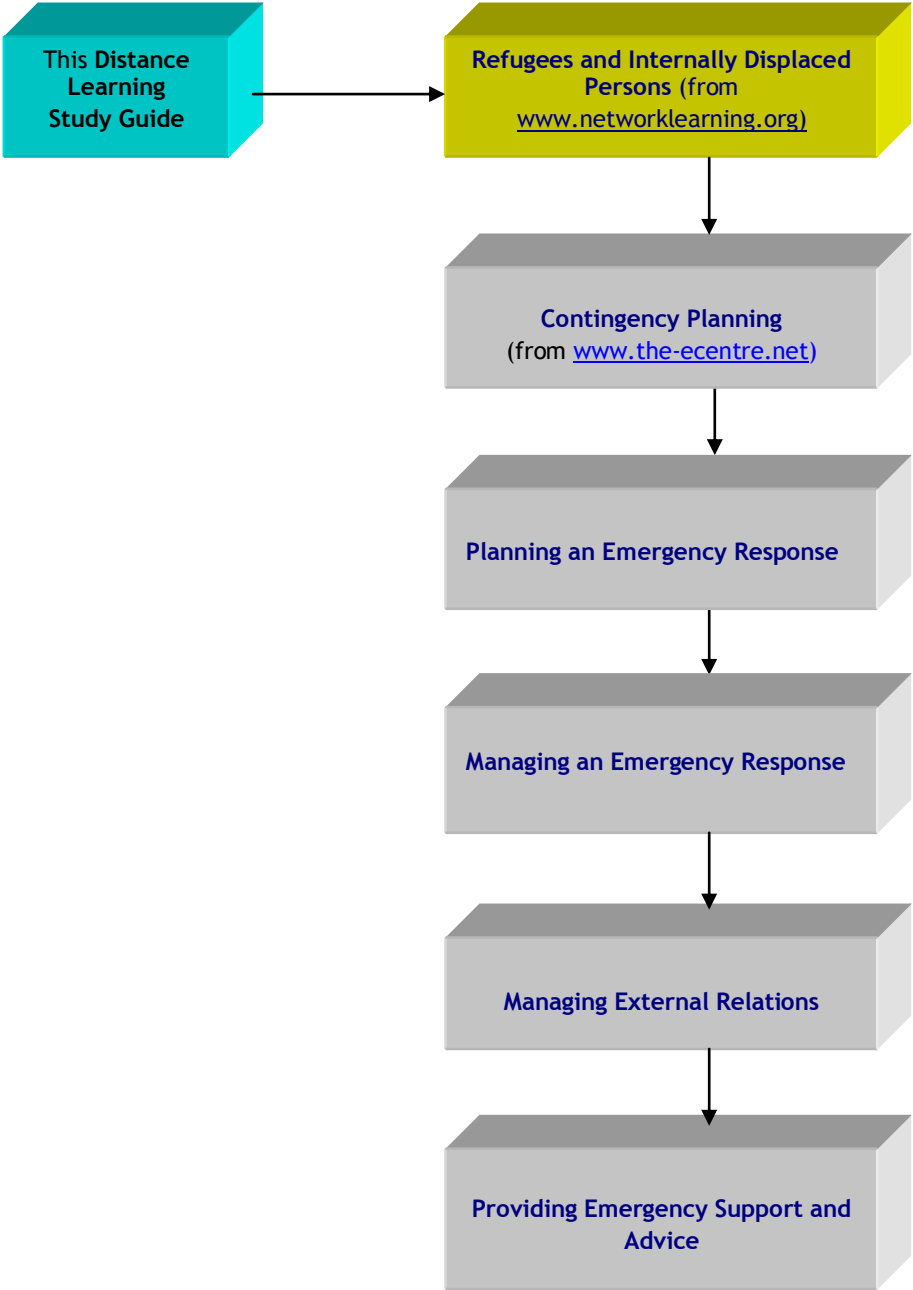 This Distance
Learning
Study Guide
Refugees and Internally Displaced
Persons (from
www.networklearning.org)
Contingency Planning
(from www.the-ecentre.net)
Planning an Emergency Response
Managing an Emergency Response
Managing External Relations
Providing Emergency Support and
Advice